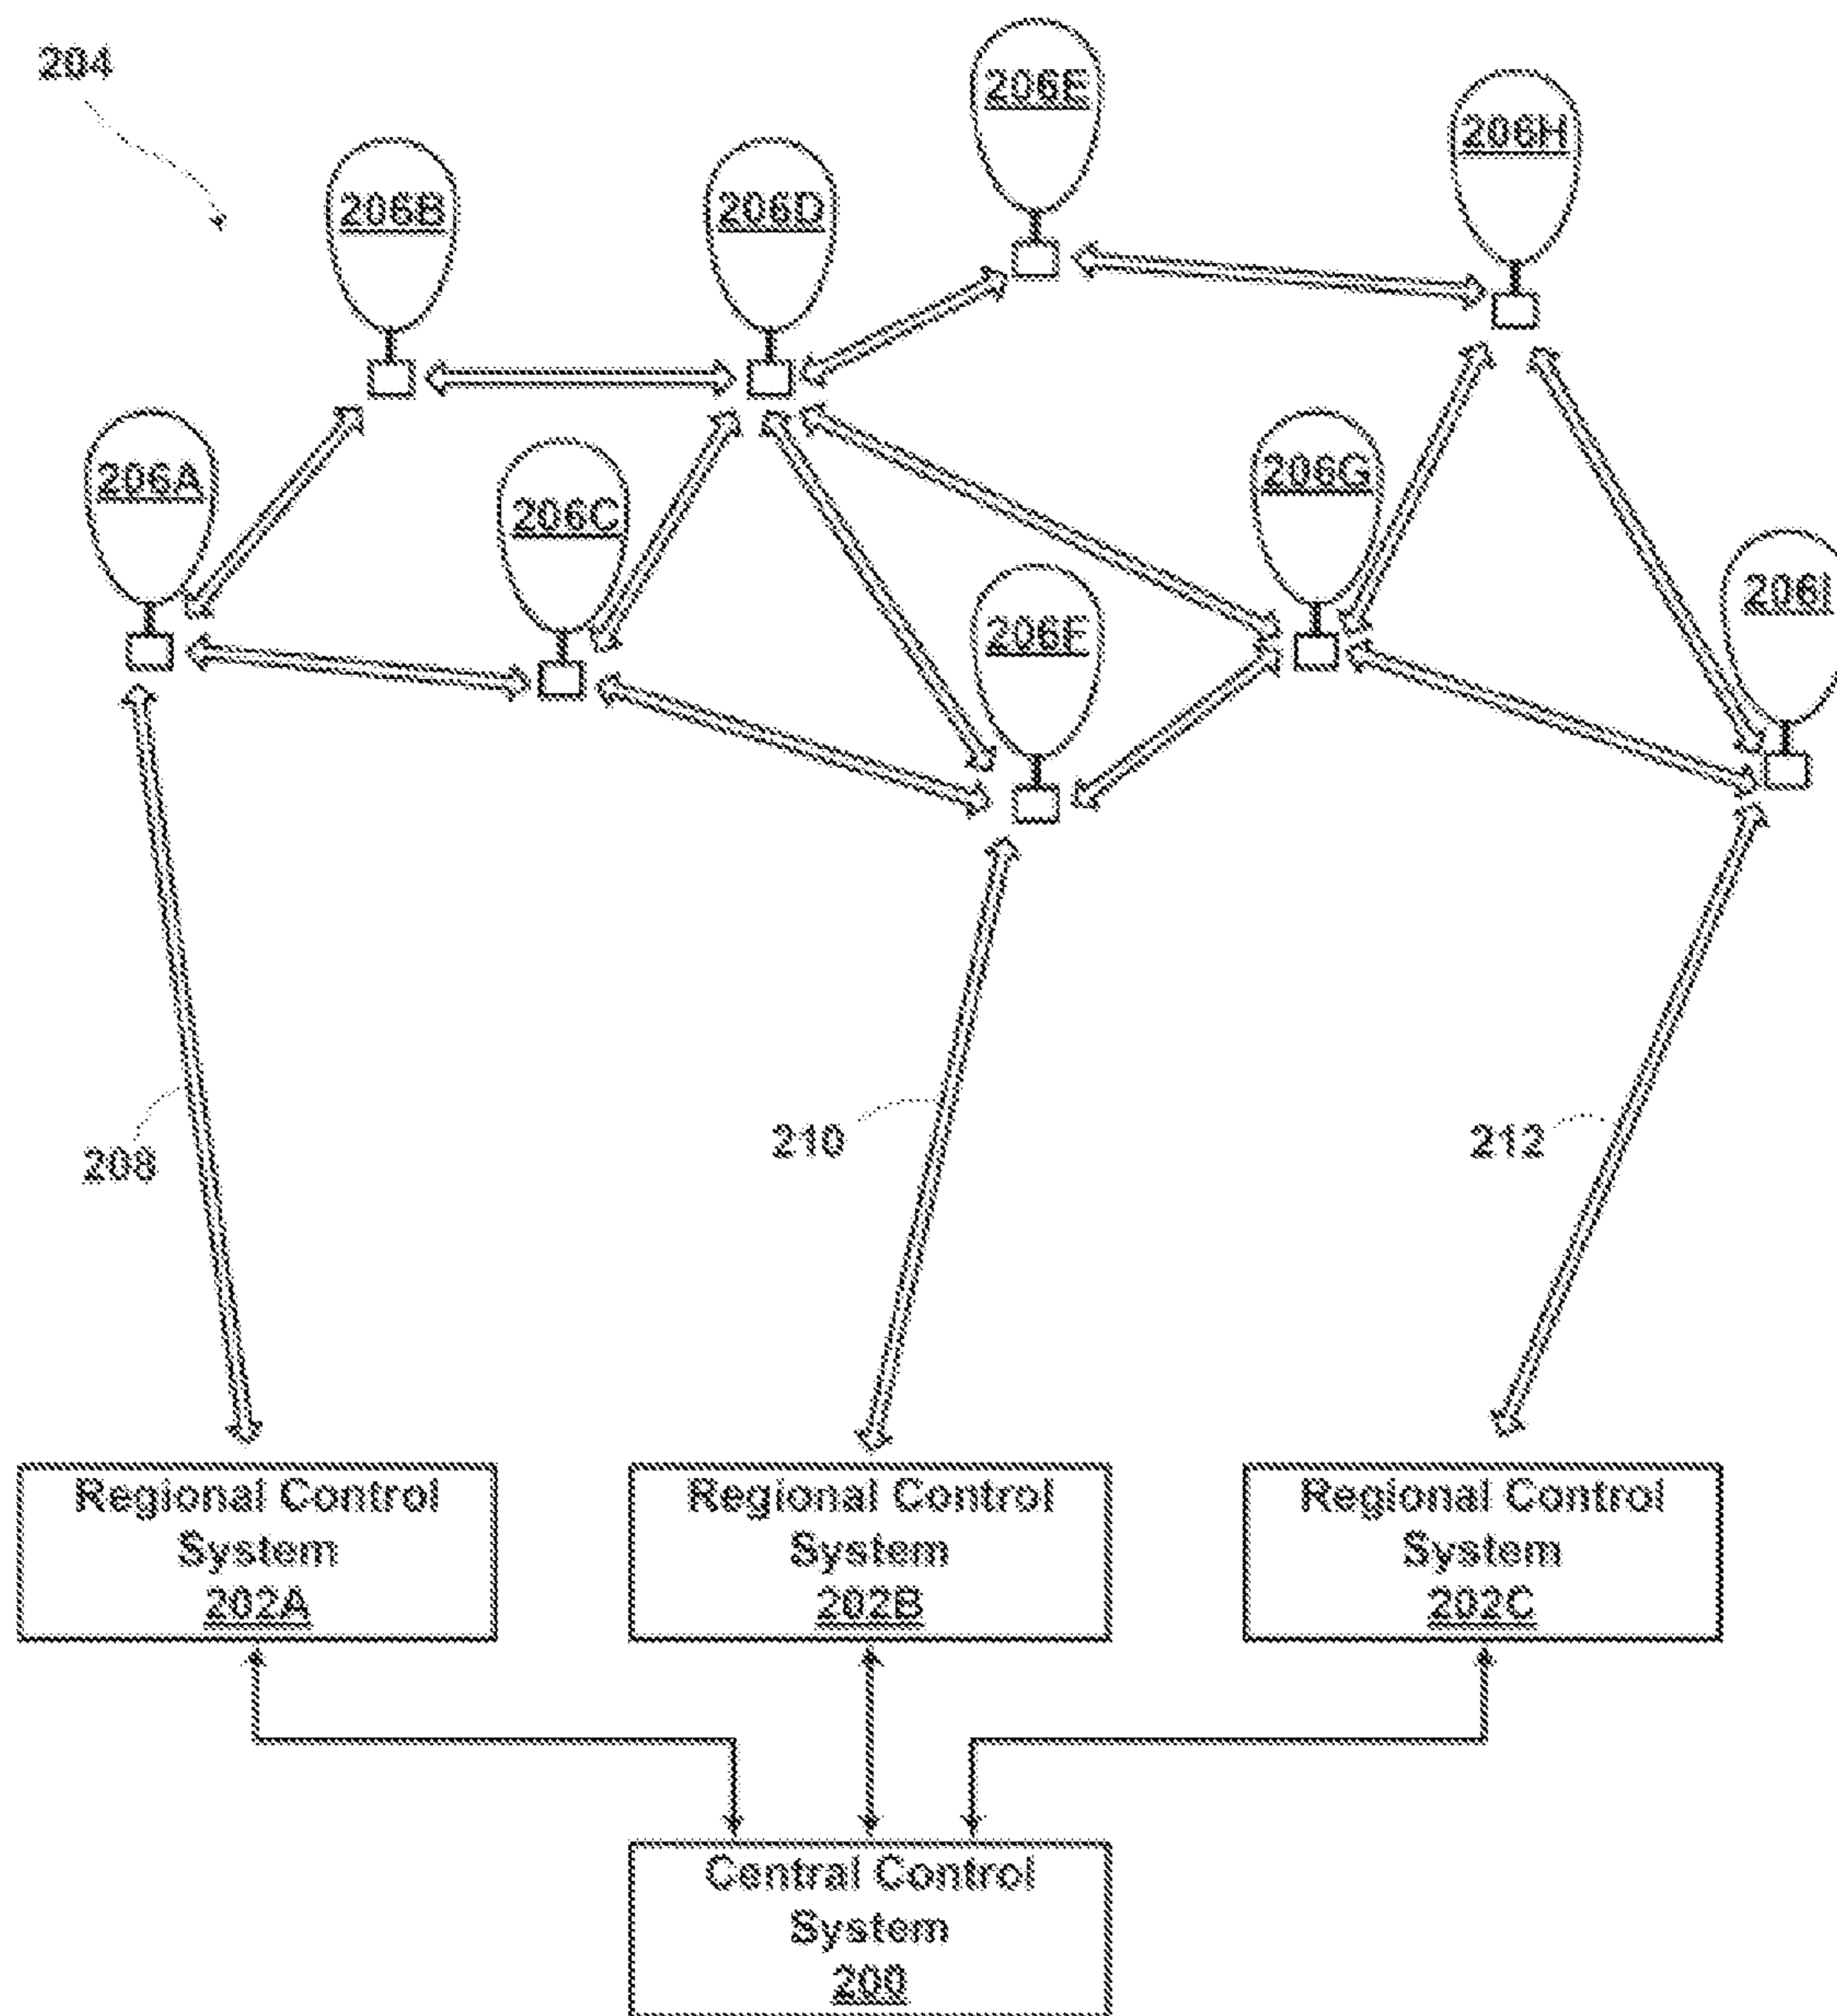 204
206E
206H
206B
206D
206A
206C
206G
206F
206I
208
210
212
Regional Control
System
202A
Regional Control
System
202B
Regional Control
System
202C
Central Control
System
200